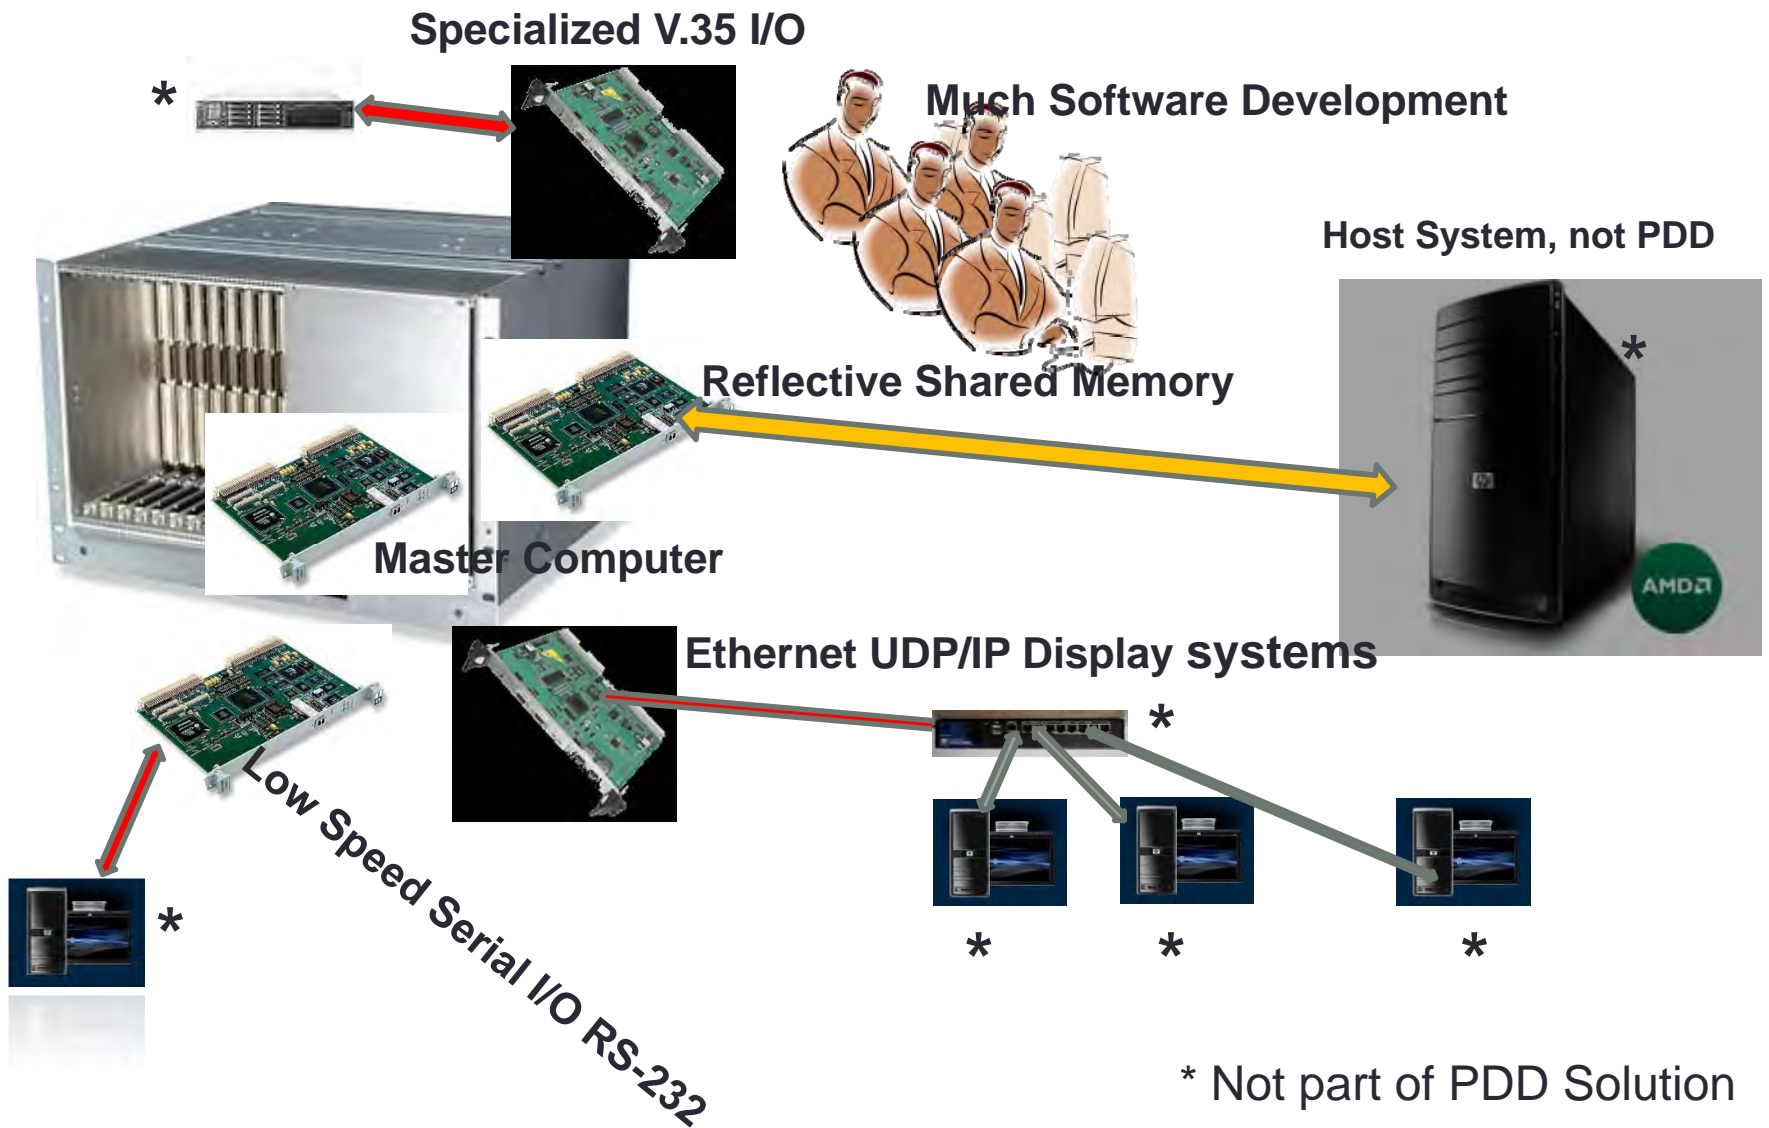 Specialized V.35 I/O
*
Much Software Development
Host System, not PDD
*
Reflective Shared Memory
hp
Master Computer
AMD
Ethernet UDP/IP Display systems
*
Low Speed Serial I/O RS-232
*
* * *
* Not part of PDD Solution